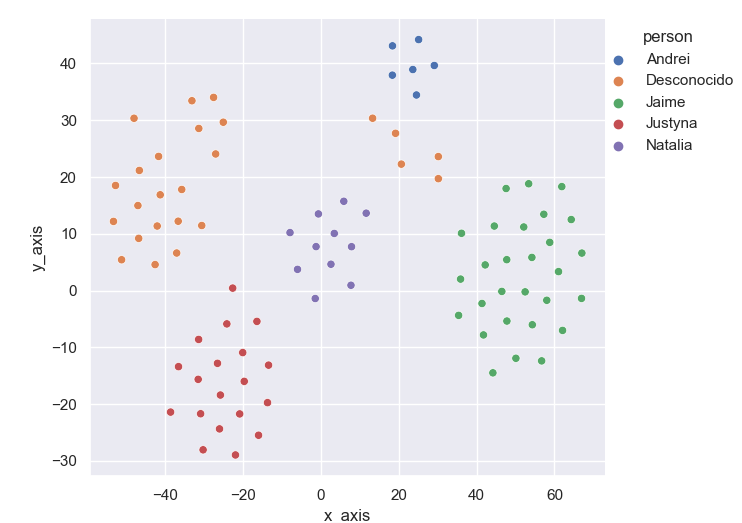 person
Andrei
Desconocido
Jaime
Justyna
Natalia
y_axis
40
30
20
10
0
−10
−20
−30
−40
−20
0
20
40
60
x_axis